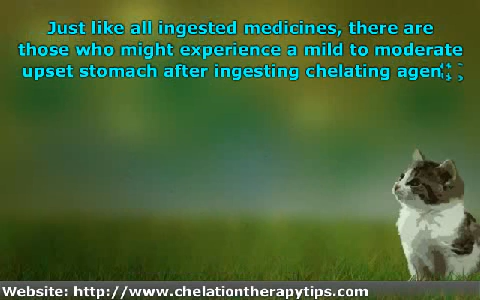 Just like all ingested medicines, there are
those who might experience a mild to moderate
upset stomach after ingesting chelating agen
Website: http://www.chelationtherapytips.com